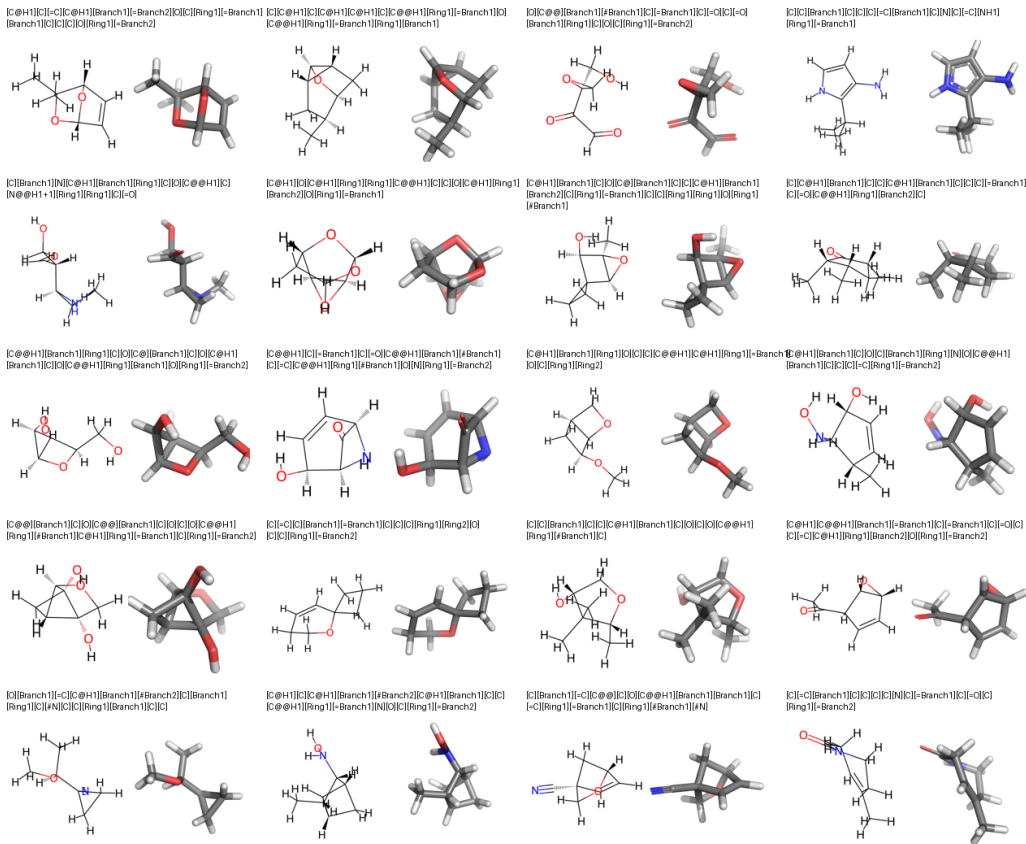 [C@H1][C][=C][C@H1][Branch1][=Branch2][O][C][Ring1][=Branch1]
[Branch1][C][C][O][Ring1][=Branch2]
[C][C@H1][C][C@H1][C@H1][C][C@@H1][Ring1][=Branch1][O]
[C@@H1][Ring1][=Branch1][Ring1][Branch1]
[O][C@@][Branch1][#Branch1][C][=Branch1][C][=O][C][=O]
[Branch1][Ring1][C][O][C][Ring1][=Branch2]
[C][C][Branch1][C][C][C][=C][Branch1][C][N][C][=C][NH1]
[Ring1][=Branch1]
[C][Branch1][N][C@H1][Branch1][Ring1][C][O][C@@H1][C]
[N@@H1+1][Ring1][Ring1][C][=O]
[C@H1][O][C@H1][Ring1][Ring1][C@@H1][C][C][O][C@H1][Ring1]
[Branch2][O][Ring1][=Branch1]
[C@H1][Branch1][C][O][C@][Branch1][C][C][C@H1][Branch1]
[Branch2][C][Ring1][=Branch1][C][C][Ring1][Ring1][O][Ring1]
[#Branch1]
[C][C@H1][Branch1][C][C][C@H1][Branch1][C][C][C][=Branch1]
[C][=O][C@@H1][Ring1][Branch2][C]
[C@@H1][Branch1][Ring1][C][O][C@][Branch1][C][O][C@H1]
[Branch1][C][O][C@@H1][Ring1][Branch1][O][Ring1][=Branch2]
[C@@H1][C][=Branch1][C][=O][C@@H1][Branch1][#Branch1]
[C][=C][C@@H1][Ring1][#Branch1][O][N][Ring1][=Branch2]
[C@H1][Branch1][Ring1][O][C][C][C@@H1][C@H1][Ring1][=Branch1]
[O][C][Ring1][Ring2]
[C@H1][Branch1][C][O][C][Branch1][Ring1][N][O][C@@H1]
[Branch1][C][C][C][=C][Ring1][=Branch2]
[C@@][Branch1][C][O][C@@][Branch1][C][O][C][O][C@@H1]
[Ring1][#Branch1][C@H1][Ring1][=Branch1][C][Ring1][=Branch2]
[C][=C][C][Branch1][=Branch1][C][C][C][Ring1][Ring2][O]
[C][C][Ring1][=Branch2]
[C][C][Branch1][C][C][C@H1][Branch1][C][O][C][O][C@@H1]
[Ring1][#Branch1][C]
[C@H1][C@@H1][Branch1][=Branch1][C][=Branch1][C][=O][C]
[C][=C][C@H1][Ring1][Branch2][O][Ring1][=Branch2]
[O][Branch1][=C][C@H1][Branch1][#Branch2][C][Branch1]
[Ring1][C][#N][C][C][Ring1][Branch1][C][C]
[C@H1][C][C@H1][Branch1][#Branch2][C@H1][Branch1][C][C]
[C@@H1][Ring1][=Branch1][N][O][C][Ring1][=Branch2]
[C][Branch1][=C][C@@][C][O][C@@H1][Branch1][Branch1][C]
[=C][Ring1][=Branch1][C][Ring1][#Branch1][#N]
[C][=C][Branch1][C][C][C][C][N][C][=Branch1][C][=O][C]
[Ring1][=Branch2]